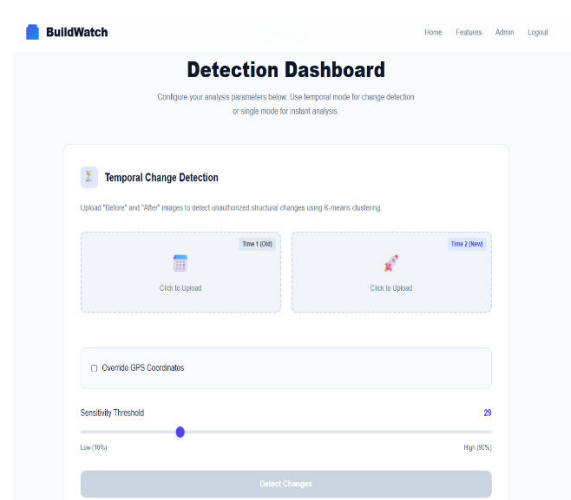 BuildWatch
Home Features Admin Logout
Detection Dashboard
Configure your analysis parameters below. Use temporal mode for change detection
or single mode for instant analysis.
Temporal Change Detection
Upload "Before" and "After" images to detect unauthorized structural changes using K-means clustering.
Time 1 (Old)
Click to Upload
Time 2 (New)
Click to Upload
Override GPS Coordinates
Sensitivity Threshold 29
Low (10%) High (90%)
Detect Changes